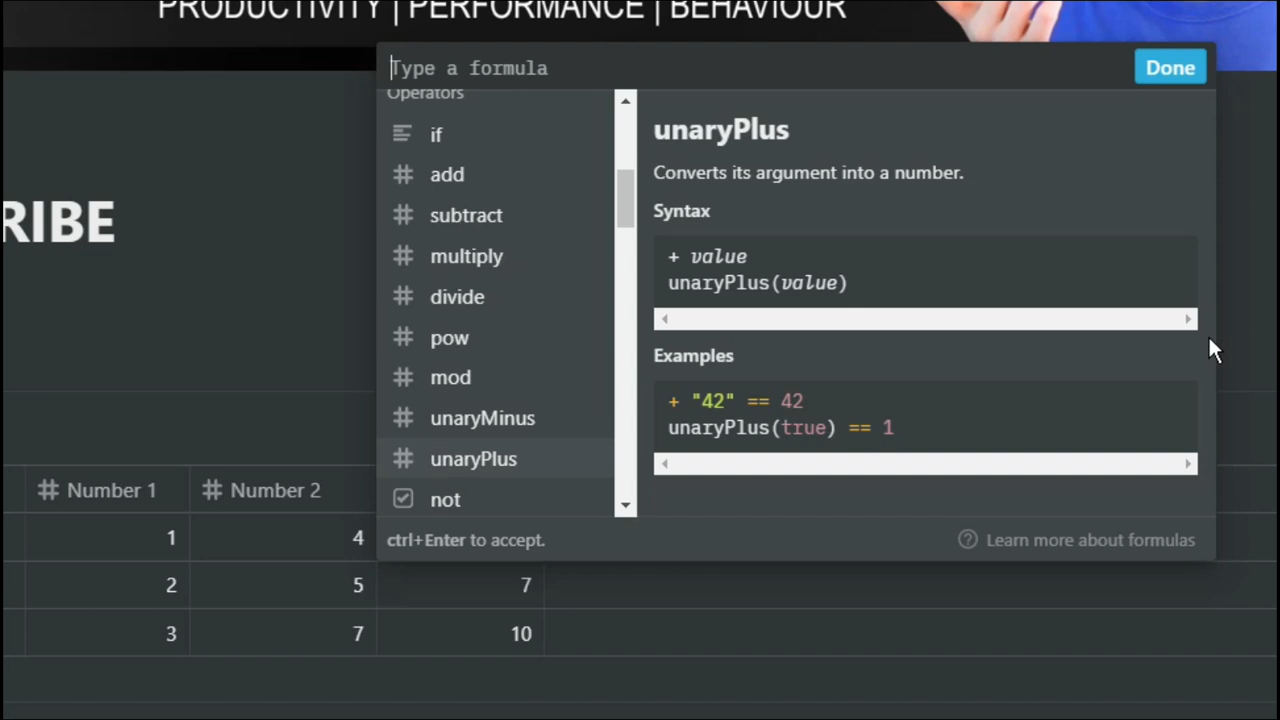 PRODUCTIVITY | PERFORMANCE | BEHAVIOUR
Type a formula
Done
Operators
if
add
subtract
multiply
divide
pow
mod
unaryMinus
unaryPlus
not
unaryPlus
Converts its argument into a number.
Syntax
+ value
unaryPlus(value)
Examples
+ "42" == 42
unaryPlus(true) == 1
ctrl+Enter to accept.
Learn more about formulas
RIBE
Number 1 Number 2
1 4
2 5 7
3 7 10